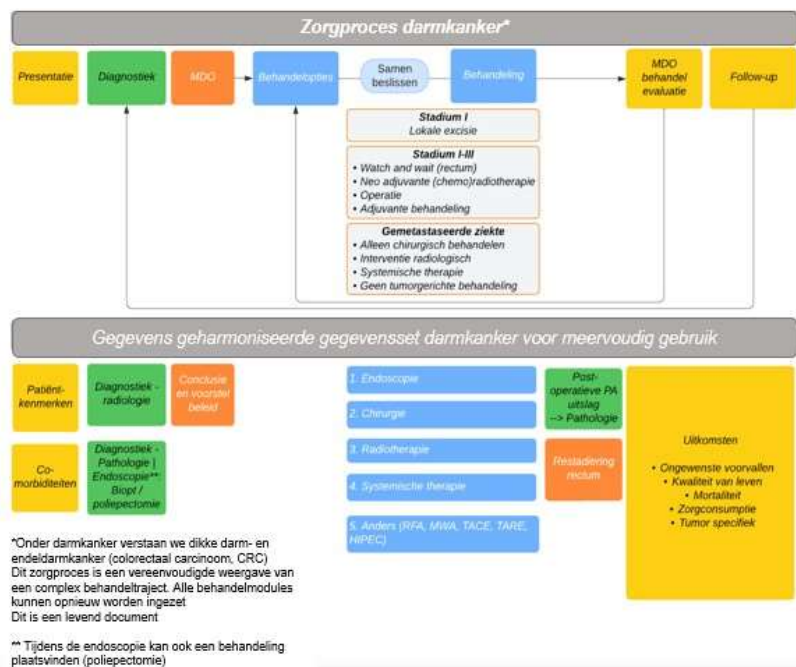 Zorgproces darmkanker*
Presentatie
Diagnostiek
MDO
Behandelopties
Samen
beslissen
Behandeling
MDO
behandel
evaluatie
Follow-up
Stadium I
Lokale excisie
Stadium I-III
• Watch and wait (rectum)
• Neo adjuvante (chemo)radiotherapie
• Operatie
• Adjuvante behandeling
Gemetastaseerde ziekte
• Alleen chirurgisch behandelen
• Interventie radiologisch
• Systemische therapie
• Geen tumorgerichte behandeling
Gegevens geharmoniseerde gegevensset darmkanker voor meervoudig gebruik
Patiënt-
kenmerken
Diagnostiek -
radiologie
Conclusie
en voorstel
beleid
Co-
morbiditeiten
Diagnostiek -
Pathologie |
Endoscopie**:
Biopt /
poliepectomie
1. Endoscopie
2. Chirurgie
3. Radiotherapie
4. Systemische therapie
5. Anders (RFA, MWA, TACE, TARE,
HIPEC)
Post-
operatieve PA
uitslag
--> Pathologie
Restadiering
rectum
Uitkomsten
• Ongewenste voorvallen
• Kwaliteit van leven
• Mortaliteit
• Zorgconsumptie
• Tumor specifiek
*Onder darmkanker verstaan we dikke darm- en
endeldarmkanker (colorectaal carcinoom, CRC)
Dit zorgproces is een vereenvoudigde weergave van
een complex behandeltraject. Alle behandelmodules
kunnen opnieuw worden ingezet
Dit is een levend document
** Tijdens de endoscopie kan ook een behandeling
plaatsvinden (poliepectomie)